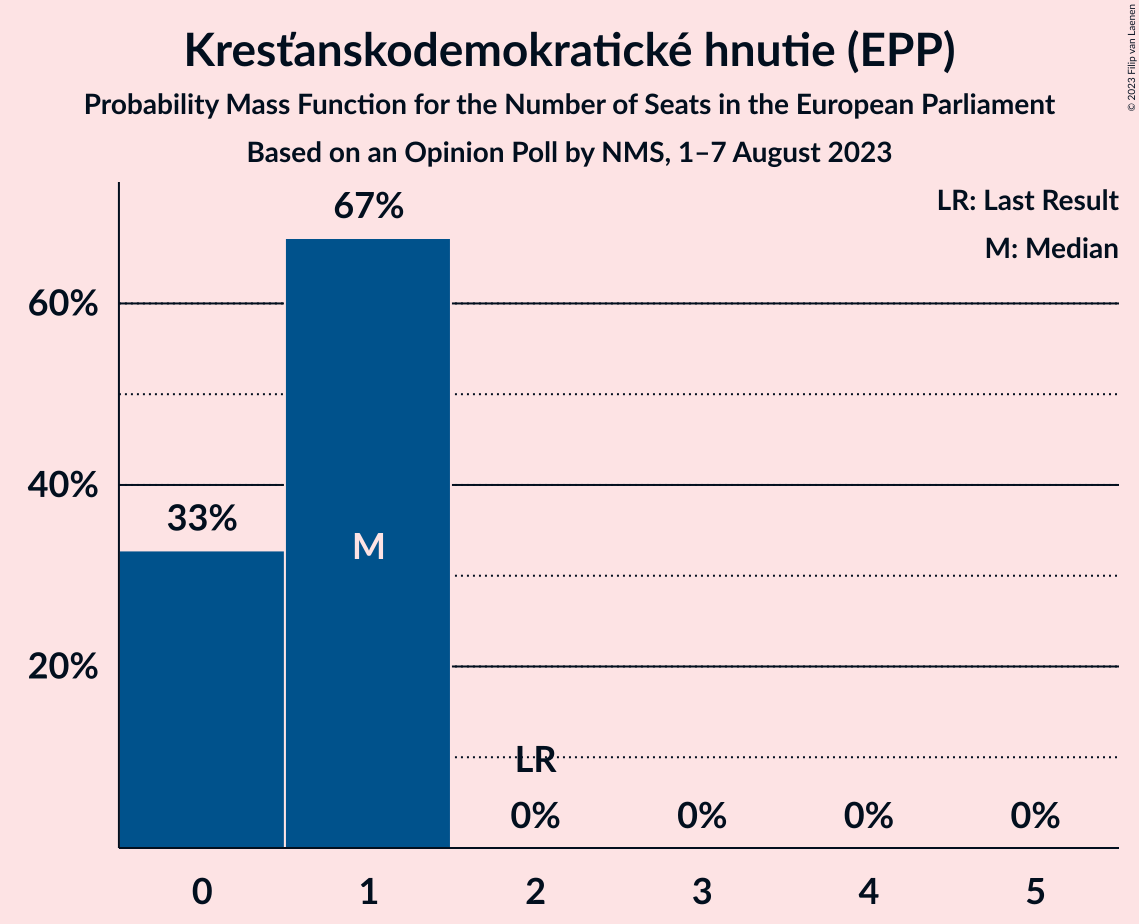 Kresťanskodemokratické hnutie (EPP)
Probability Mass Function for the Number of Seats in the European Parliament
Based on an Opinion Poll by NMS, 1–7 August 2023
© 2023 Filip van Laenen
LR: Last Result
M: Median
67%
60%
40%
33%
M
20%
LR
0% 0% 0% 0%
0 1 2 3 4 5